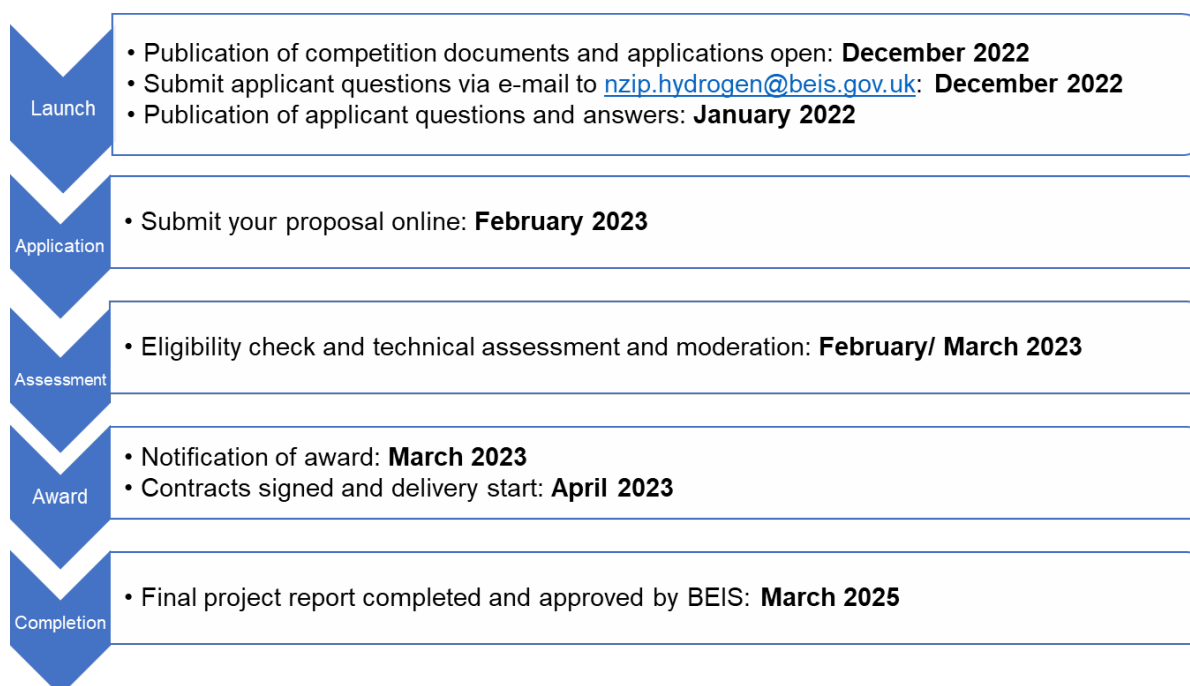 Launch
• Publication of competition documents and applications open: December 2022
• Submit applicant questions via e-mail to nzip.hydrogen@beis.gov.uk: December 2022
• Publication of applicant questions and answers: January 2022
Application
• Submit your proposal online: February 2023
Assessment
• Eligibility check and technical assessment and moderation: February/ March 2023
Award
• Notification of award: March 2023
• Contracts signed and delivery start: April 2023
Completion
• Final project report completed and approved by BEIS: March 2025